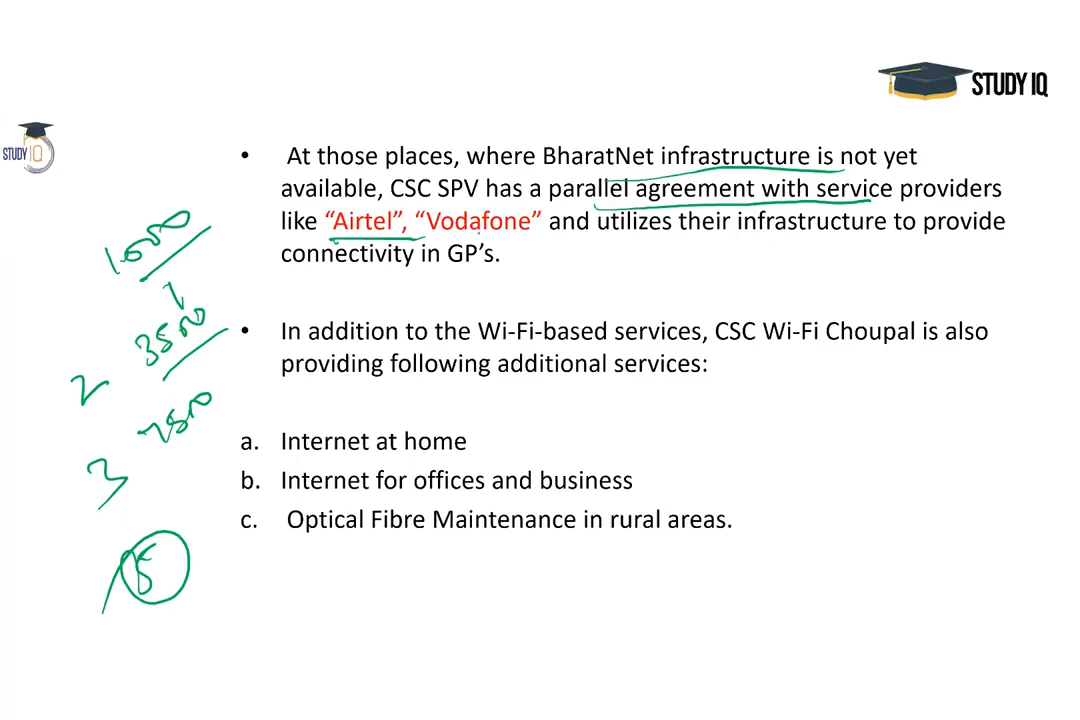 STUDY IQ
STUDY IQ
• At those places, where BharatNet infrastructure is not yet
available, CSC SPV has a parallel agreement with service providers
like “Airtel”, “Vodafone” and utilizes their infrastructure to provide
connectivity in GP’s.
• In addition to the Wi-Fi-based services, CSC Wi-Fi Choupal is also
providing following additional services:
a. Internet at home
b. Internet for offices and business
c. Optical Fibre Maintenance in rural areas.
2
3